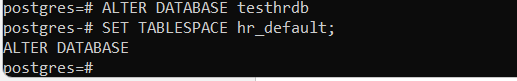 postgres=# ALTER DATABASE testhrdb
postgres-# SET TABLESPACE hr_default;
ALTER DATABASE
postgres=#